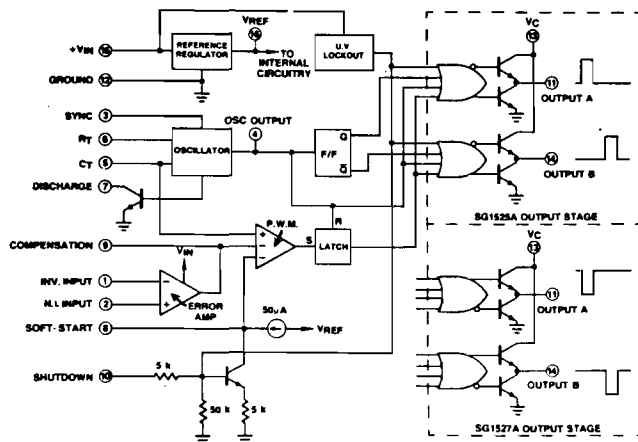 VREF
16
+VIN
15
REFERENCE
REGULATOR
TO
INTERNAL
CIRCUITRY
U.V.
LOCKOUT
GROUND
12
SYNC
3
RT
6
CT
5
OSCILLATOR
OSC OUTPUT
4
F/F
Q
Q̅
DISCHARGE
7
P.W.M.
+
−
−
S
R
LATCH
COMPENSATION
9
VIN
INV. INPUT
1
−
N.I. INPUT
2
+
ERROR
AMP
50µA
VREF
SOFT-START
8
SHUTDOWN
10
5 k
50 k
5 k
VC
13
11
OUTPUT A
14
OUTPUT B
SG1525A OUTPUT STAGE
VC
13
11
OUTPUT A
14
OUTPUT B
SG1527A OUTPUT STAGE